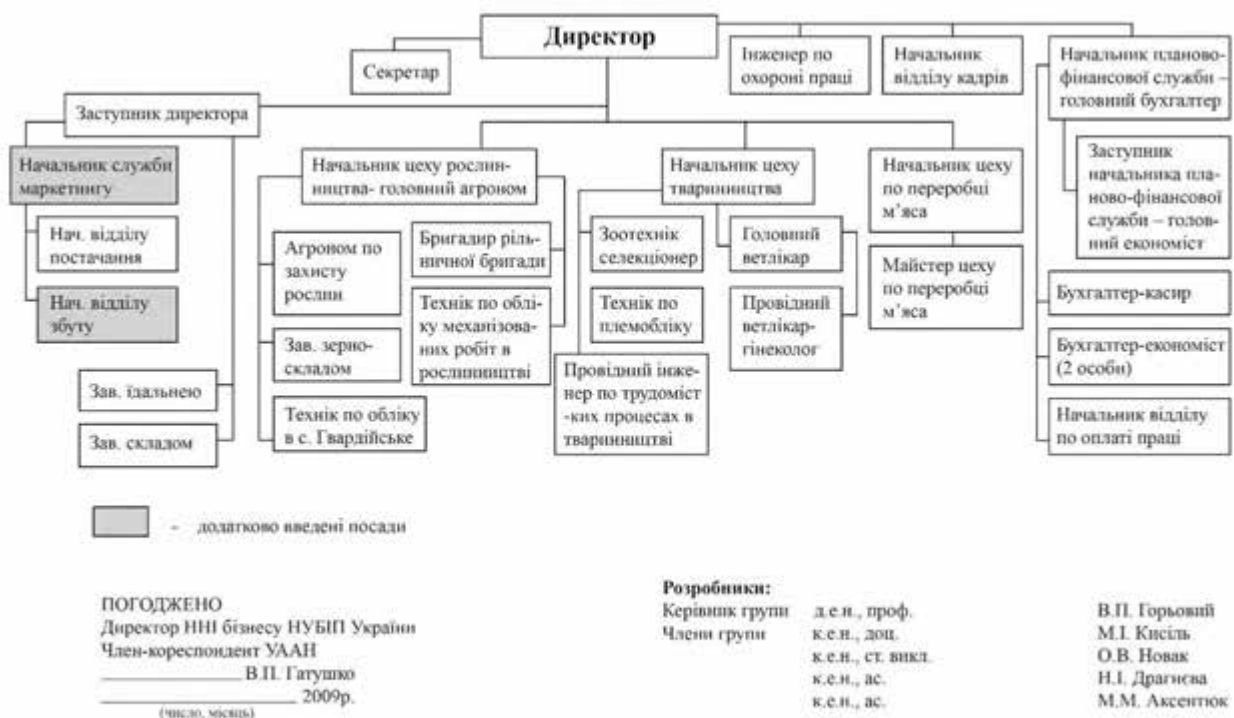 Директор
Секретар
Інженер по
охороні праці
Начальник
відділу кадрів
Начальник планово-
фінансової служби –
головний бухгалтер
Заступник директора
Начальник служби
маркетингу
Нач. відділу
постачання
Нач. відділу
збуту
Зав. їдальнею
Зав. складом
Начальник цеху рослин-
ництва- головний агроном
Агроном по
захисту
рослин
Зав. зерно-
складом
Технік по обліку
в с. Гвардійське
Бригадир ріль-
ничної бригади
Технік по облі-
ку механізова-
них робіт в
рослинництві
Начальник цеху
тваринництва
Зоотехнік
селекціонер
Технік по
племобліку
Провідний інже-
нер по трудоміст
-ких процесах в
тваринництві
Головний
ветлікар
Провідний
ветлікар-
гінеколог
Начальник цеху
по переробці
м’яса
Майстер цеху
по переробці
м’яса
Заступник
начальника пла-
ново-фінансової
служби – голов-
ний економіст
Бухгалтер-касир
Бухгалтер-економіст
(2 особи)
Начальник відділу
по оплаті праці
- додатково введені посади
ПОГОДЖЕНО
Директор ННІ бізнесу НУБІП України
Член-кореспондент УААН
____________ В.П. Гатушко
____________ 2009р.
(число, місяць)
Розробники:
Керівник групи д.е.н., проф. В.П. Горьовий
Члени групи к.е.н., доц. М.І. Кисіль
к.е.н., ст. викл. О.В. Новак
к.е.н., ас. Н.І. Драгнєва
к.е.н., ас. М.М. Аксентюк